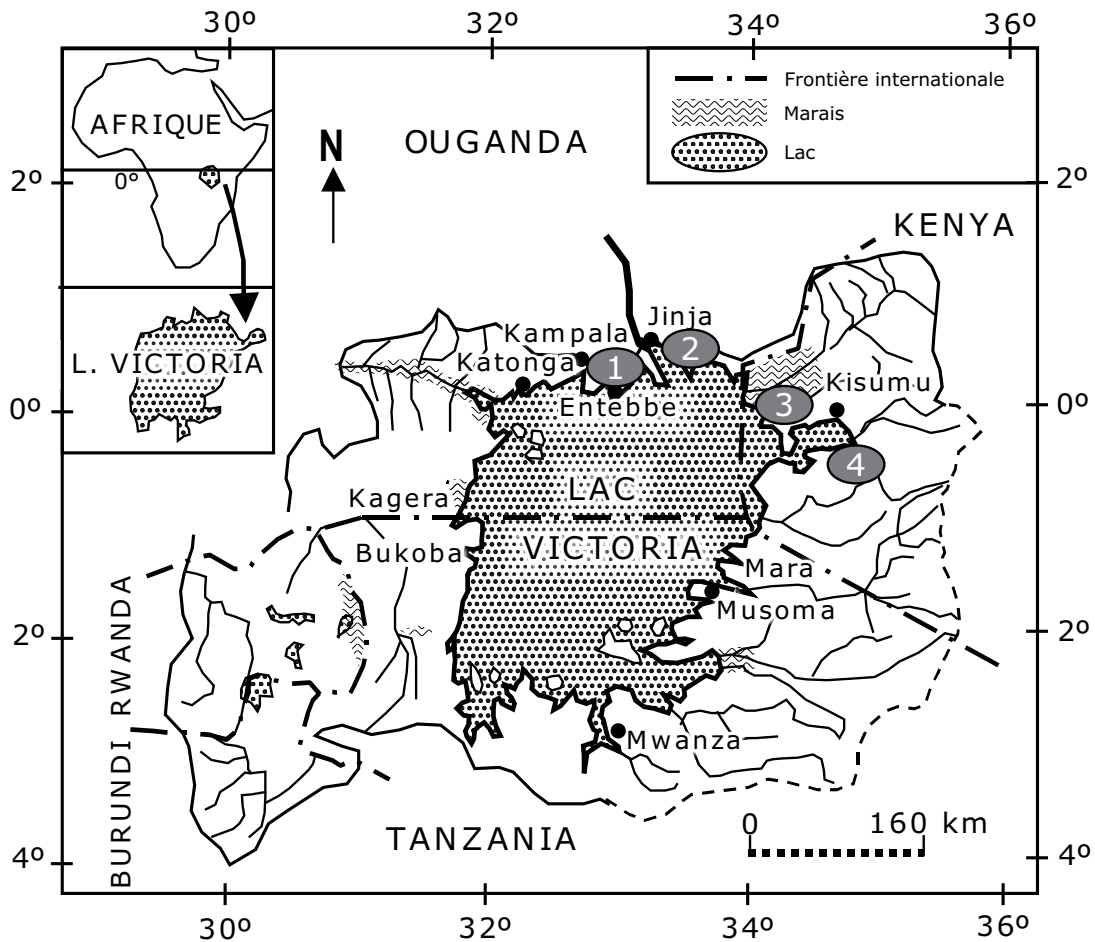 30º
32º
34º
36º
AFRIQUE
0º
L. VICTORIA
N
OUGANDA
Frontière internationale
Marais
Lac
2º
2º
KENYA
Jinja
Kampala
Katonga
1
2
Entebbe
3
Kisumu
4
0º
0º
Kagera
LAC
VICTORIA
Bukoba
Mara
Musoma
2º
2º
Mwanza
BURUNDI RWANDA
TANZANIA
0 160 km
4º
4º
30º
32º
34º
36º